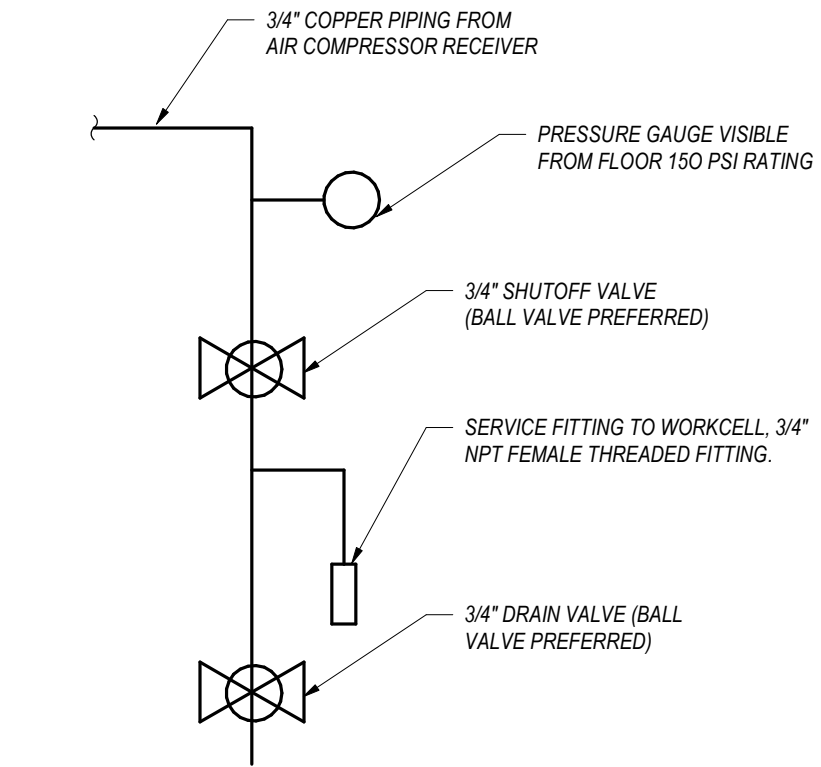 3/4" COPPER PIPING FROM
AIR COMPRESSOR RECEIVER
PRESSURE GAUGE VISIBLE
FROM FLOOR 15O PSI RATING
3/4" SHUTOFF VALVE
(BALL VALVE PREFERRED)
SERVICE FITTING TO WORKCELL, 3/4"
NPT FEMALE THREADED FITTING.
3/4" DRAIN VALVE (BALL
VALVE PREFERRED)